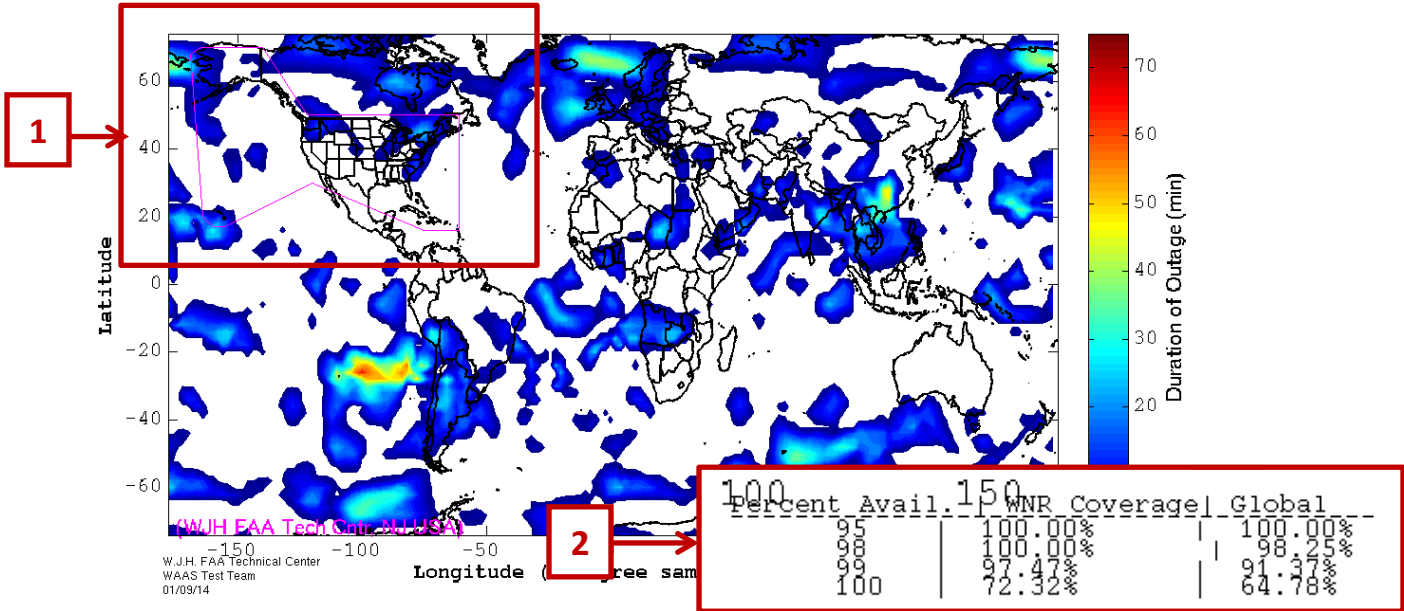 1
60
40
20
0
-20
-40
-60
Latitude
70
60
50
40
30
20
Duration of Outage (min)
(WJH FAA Tech Cntr. NJ USA)
-150
-100
-50
100
150
W.J.H. FAA Technical Center
WAAS Test Team
01/09/14
Longitude (
2
Percent Avail. | WNR Coverage| Global
95 | 100.00% | 100.00%
98 | 100.00% | 98.25%
99 | 97.47% | 91.37%
100 | 72.32% | 64.78%